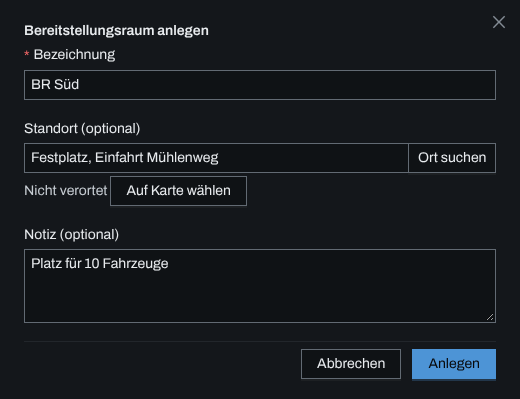 Bereitstellungsraum anlegen
* Bezeichnung
BR Süd
Standort (optional)
Festplatz, Einfahrt Mühlenweg
Ort suchen
Nicht verortet
Auf Karte wählen
Notiz (optional)
Platz für 10 Fahrzeuge
Abbrechen
Anlegen